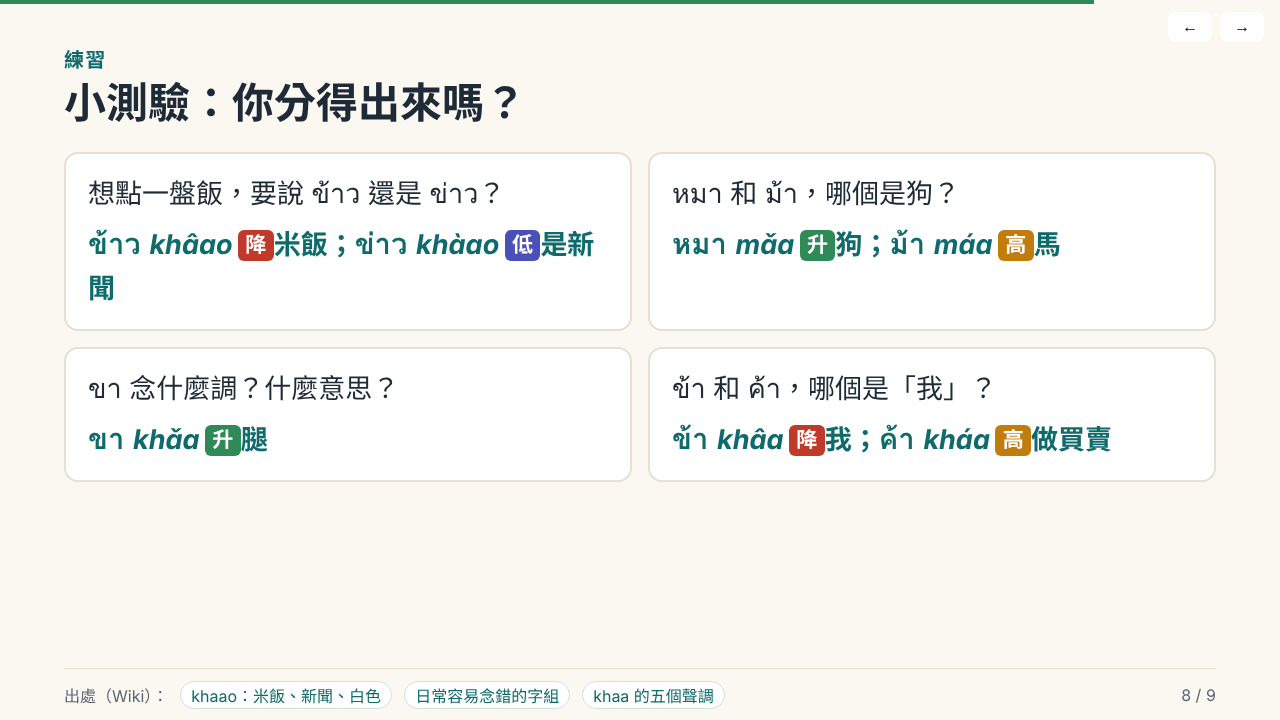 ← →
練習
小測驗：你分得出來嗎？
想點一盤飯，要說 ข้าว 還是 ข่าว？
ข้าว khâao 降米飯；ข่าว khàao 低是新
聞
หมา 和 ม้า，哪個是狗？
หมา mǎa 升狗；ม้า máa 高馬
ขา 念什麼調？什麼意思？
ขา khǎa 升腿
ข้า 和 ค้า，哪個是「我」？
ข้า khâa 降我；ค้า kháa 高做買賣
出處（Wiki）： khaao：米飯、新聞、白色 日常容易念錯的字組 khaa 的五個聲調 8 / 9